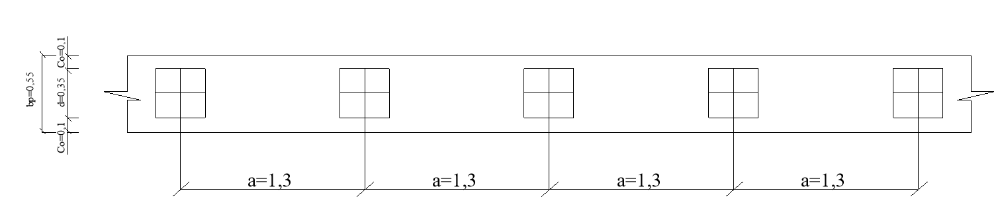 bp=0,55
Co=0,1
d=0,35
Co=0,1
a=1,3
a=1,3
a=1,3
a=1,3